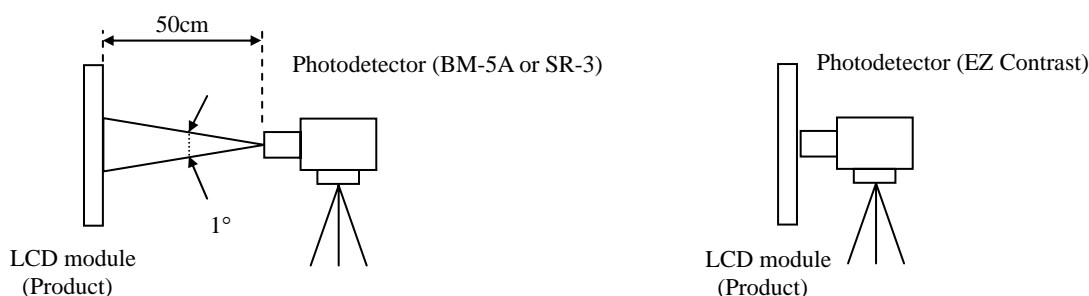 50cm
Photodetector (BM-5A or SR-3)
1°
LCD module
(Product)
Photodetector (EZ Contrast)
LCD module
(Product)